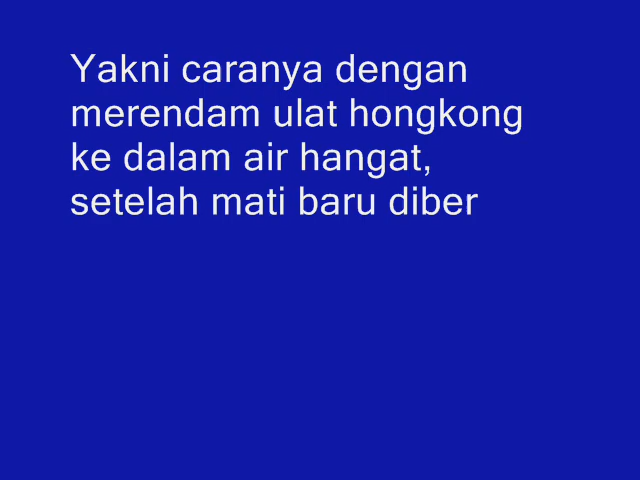 Yakni caranya dengan
merendam ulat hongkong
ke dalam air hangat,
setelah mati baru diber